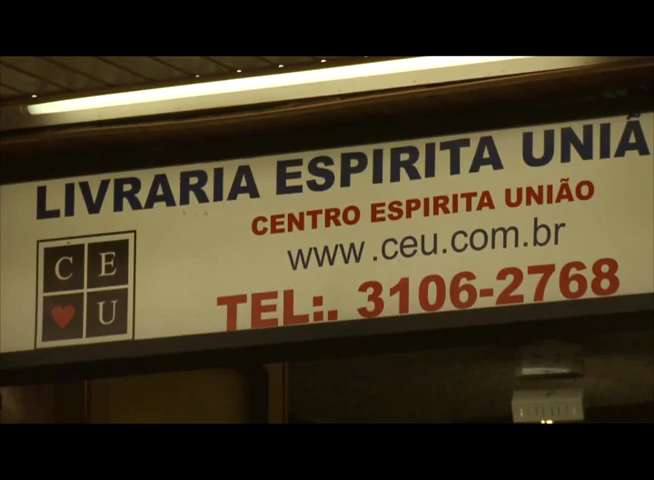 LIVRARIA ESPIRITA UNIÃ
CENTRO ESPIRITA UNIÃO
www.ceu.com.br
TEL:. 3106-2768
C E
U